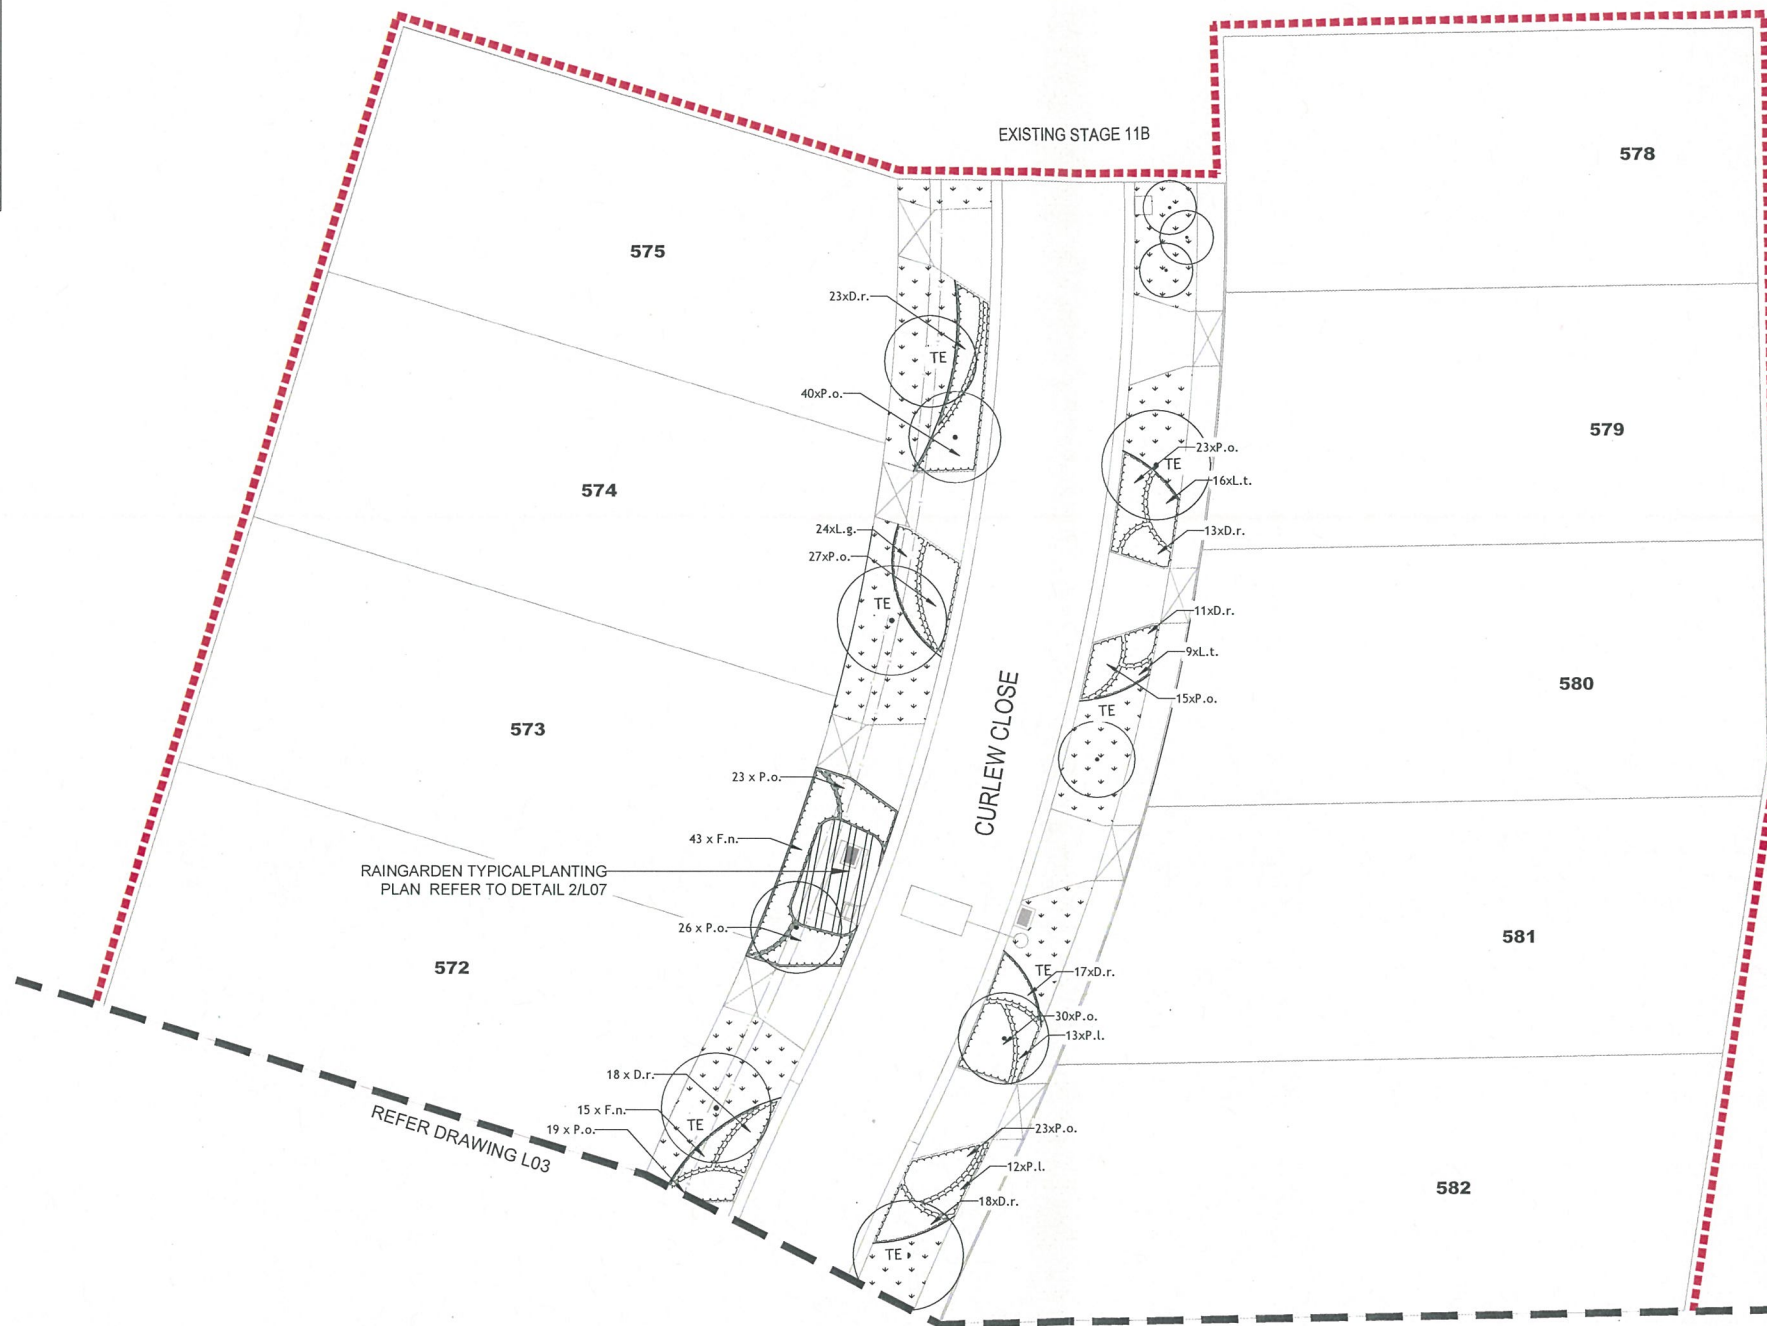 EXISTING STAGE 11B
578
575
23xD.r.
TE
40xP.o.
579
23xP.o.
TE
16xL.t.
574
24xL.g.
13xD.r.
27xP.o.
TE
11xD.r.
9xL.t.
580
15xP.o.
TE
573
CURLEW CLOSE
23 x P.o.
43 x F.n.
RAINGARDEN TYPICALPLANTING
PLAN REFER TO DETAIL 2/L07
26 x P.o.
581
572
TE
17xD.r.
30xP.o.
13xP.l.
18 x D.r.
15 x F.n.
TE
19 x P.o.
REFER DRAWING L03
23xP.o.
12xP.l.
18xD.r.
582
TE